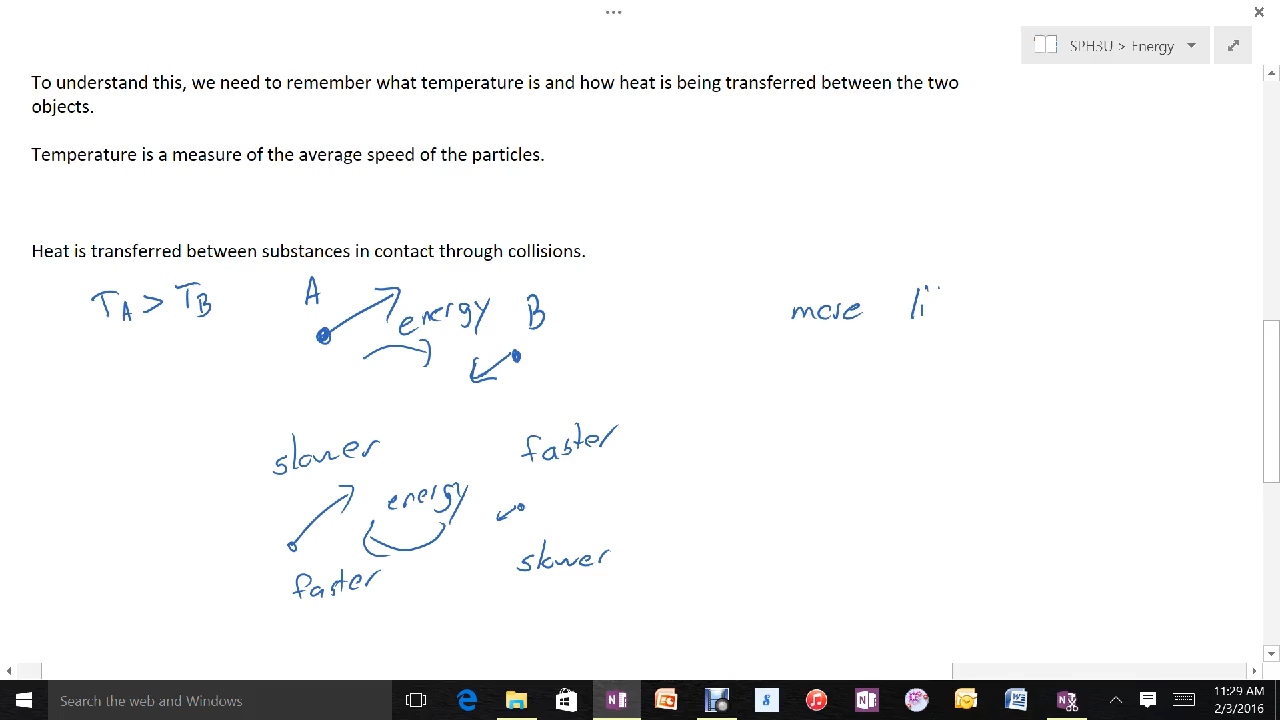 SPH3U > Energy
To understand this, we need to remember what temperature is and how heat is being transferred between the two
objects.
Temperature is a measure of the average speed of the particles.
Heat is transferred between substances in contact through collisions.
TA > TB
A
energy
B
more
slower
faster
energy
faster
slower
Search the web and Windows
11:29 AM
2/3/2016